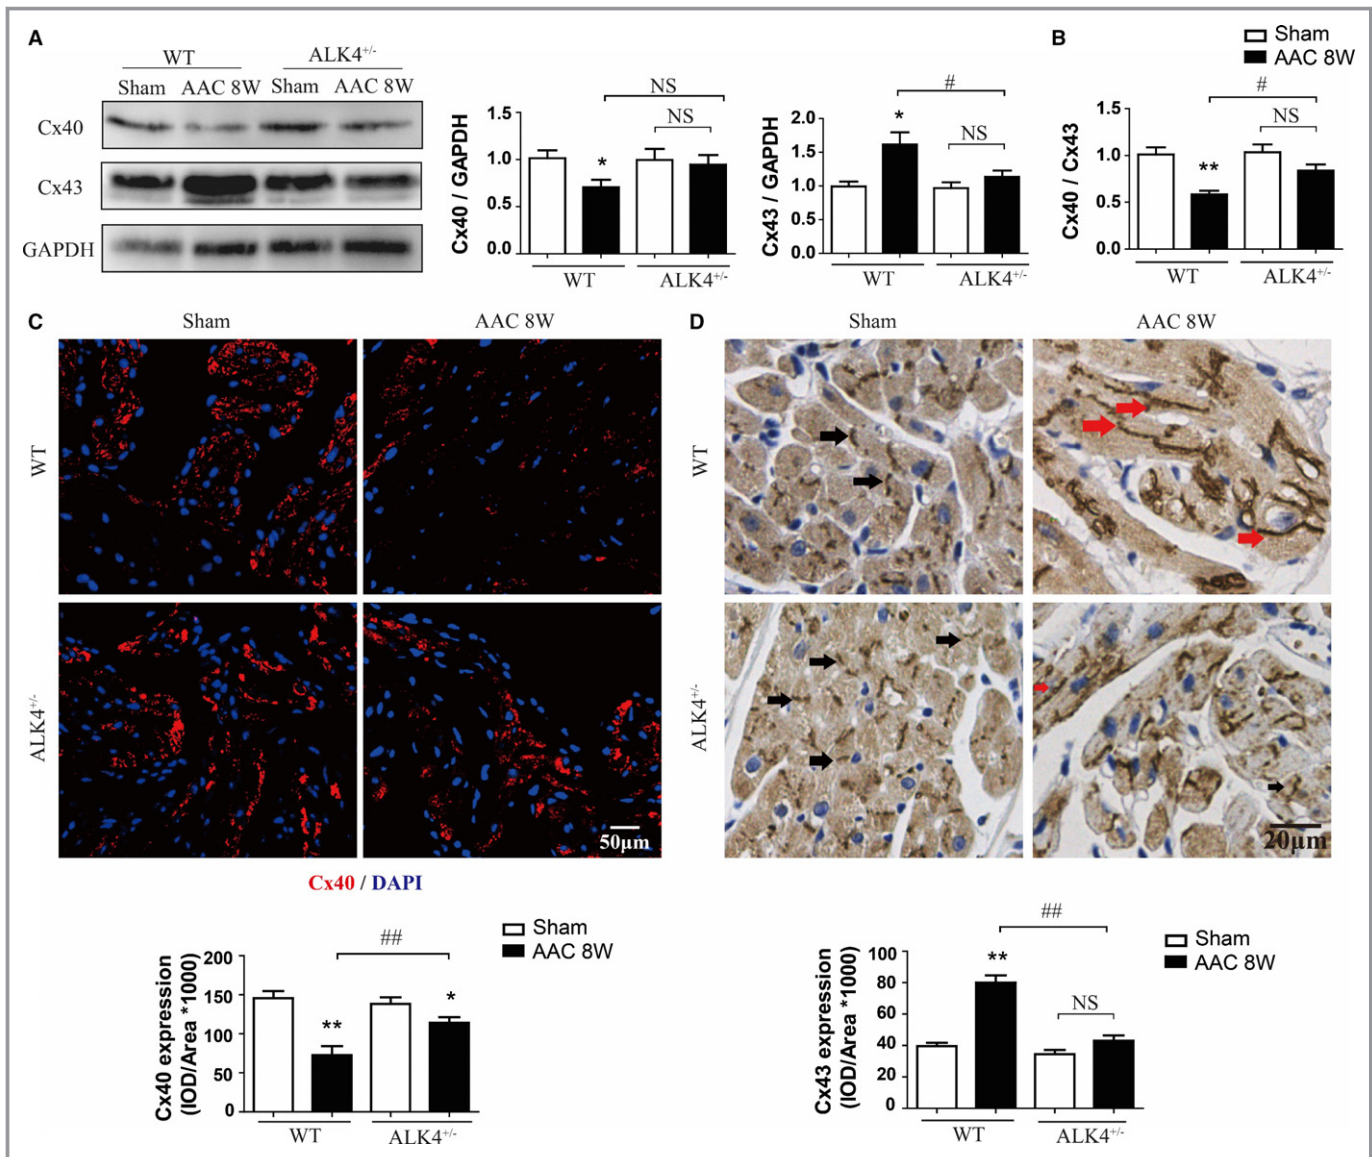 A
WT
ALK4+/-
Sham
AAC 8W
Sham
AAC 8W
Cx40
Cx43
GAPDH
Cx40 / GAPDH
1.5
1.0
0.5
0.0
NS
NS
*
WT
ALK4+/-
Cx43 / GAPDH
2.0
1.5
1.0
0.5
0.0
#
*
NS
WT
ALK4+/-
B
Sham
AAC 8W
Cx40 / Cx43
1.5
1.0
0.5
0.0
#
NS
**
WT
ALK4+/-
C
Sham
AAC 8W
WT
ALK4+/-
50µm
Cx40 / DAPI
Sham
AAC 8W
Cx40 expression
(IOD/Area *1000)
200
150
100
50
0
##
**
*
WT
ALK4+/-
D
Sham
AAC 8W
WT
ALK4+/-
20µm
Sham
AAC 8W
Cx43 expression
(IOD/Area *1000)
100
80
60
40
20
0
##
**
NS
WT
ALK4+/-